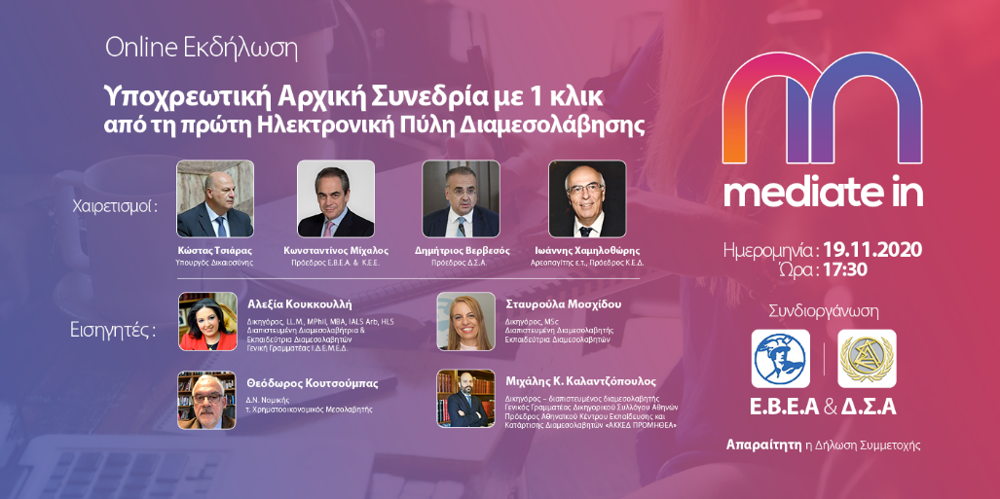 Online Εκδήλωση
Υποχρεωτική Αρχική Συνεδρία με 1 κλικ
από τη πρώτη Ηλεκτρονική Πύλη Διαμεσολάβησης
Χαιρετισμοί :
Κώστας Τσιάρας
Υπουργός Δικαιοσύνης
Κωνσταντίνος Μίχαλος
Πρόεδρος Ε.Β.Ε.Α. & Κ.Ε.Ε.
Δημήτριος Βερβεσός
Πρόεδρος Δ.Σ.Α.
Ιωάννης Χαμηλοθώρης
Αρεοπαγίτης ε.τ., Πρόεδρος Κ.Ε.Δ.
Εισηγητές :
Αλεξία Κουκκουλλή
Δικηγόρος, LL.M., MPhil, MBA, IALS Arb, HLS
Διαπιστευμένη Διαμεσολαβήτρια &
Εκπαιδεύτρια Διαμεσολαβητών
Γενική Γραμματέας Ι.Δ.Ε.ΜΕ.Δ.
Σταυρούλα Μοσχίδου
Δικηγόρος, MSc
Διαπιστευμένη Διαμεσολαβητής
Εκπαιδεύτρια Διαμεσολαβητών
Θεόδωρος Κουτσούμπας
Δ.Ν. Νομικής
τ. Χρηματοοικονομικός Μεσολαβητής
Μιχάλης Κ. Καλαντζόπουλος
Δικηγόρος – διαπιστευμένος διαμεσολαβητής
Γενικός Γραμματέας Δικηγορικού Συλλόγου Αθηνών
Πρόεδρος Αθηναϊκού Κέντρου Εκπαίδευσης και
Κατάρτισης Διαμεσολαβητών «ΑΚΚΕΔ ΠΡΟΜΗΘΕΑ»
mediate in
Ημερομηνία : 19.11.2020
Ώρα : 17:30
Συνδιοργάνωση
Ε.Β.Ε.Α & Δ.Σ.Α
Απαραίτητη η Δήλωση Συμμετοχής